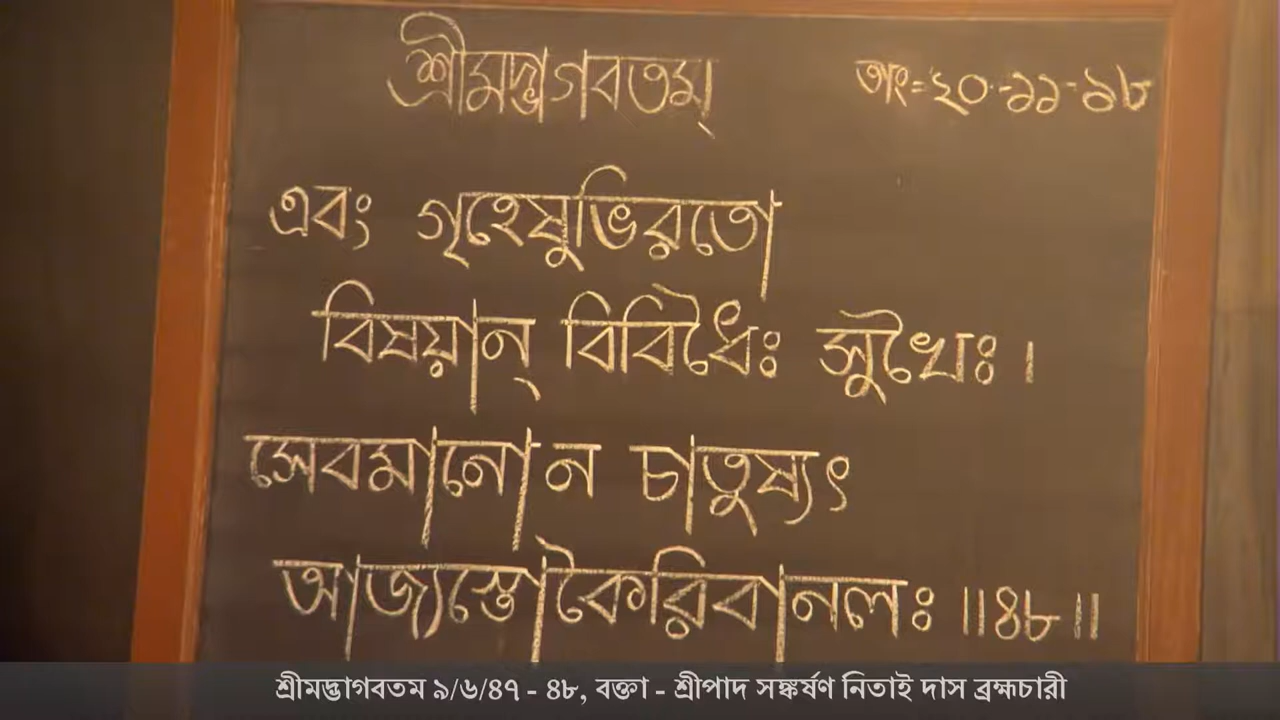 শ্রীমদ্ভাগবতম্
তাং=২০-১১-১৮
এবং গৃহেষুভিরতো
বিষয়ান্ বিবিধৈঃ সুখৈঃ।
সেবমানো ন চাতুষ্যৎ
আজ্যস্তোকৈরিবানলঃ ॥৪৮॥
শ্রীমদ্ভাগবতম ৯/৬/৪৭ - ৪৮, বক্তা - শ্রীপাদ সঙ্কর্ষণ নিতাই দাস ব্রহ্মচারী